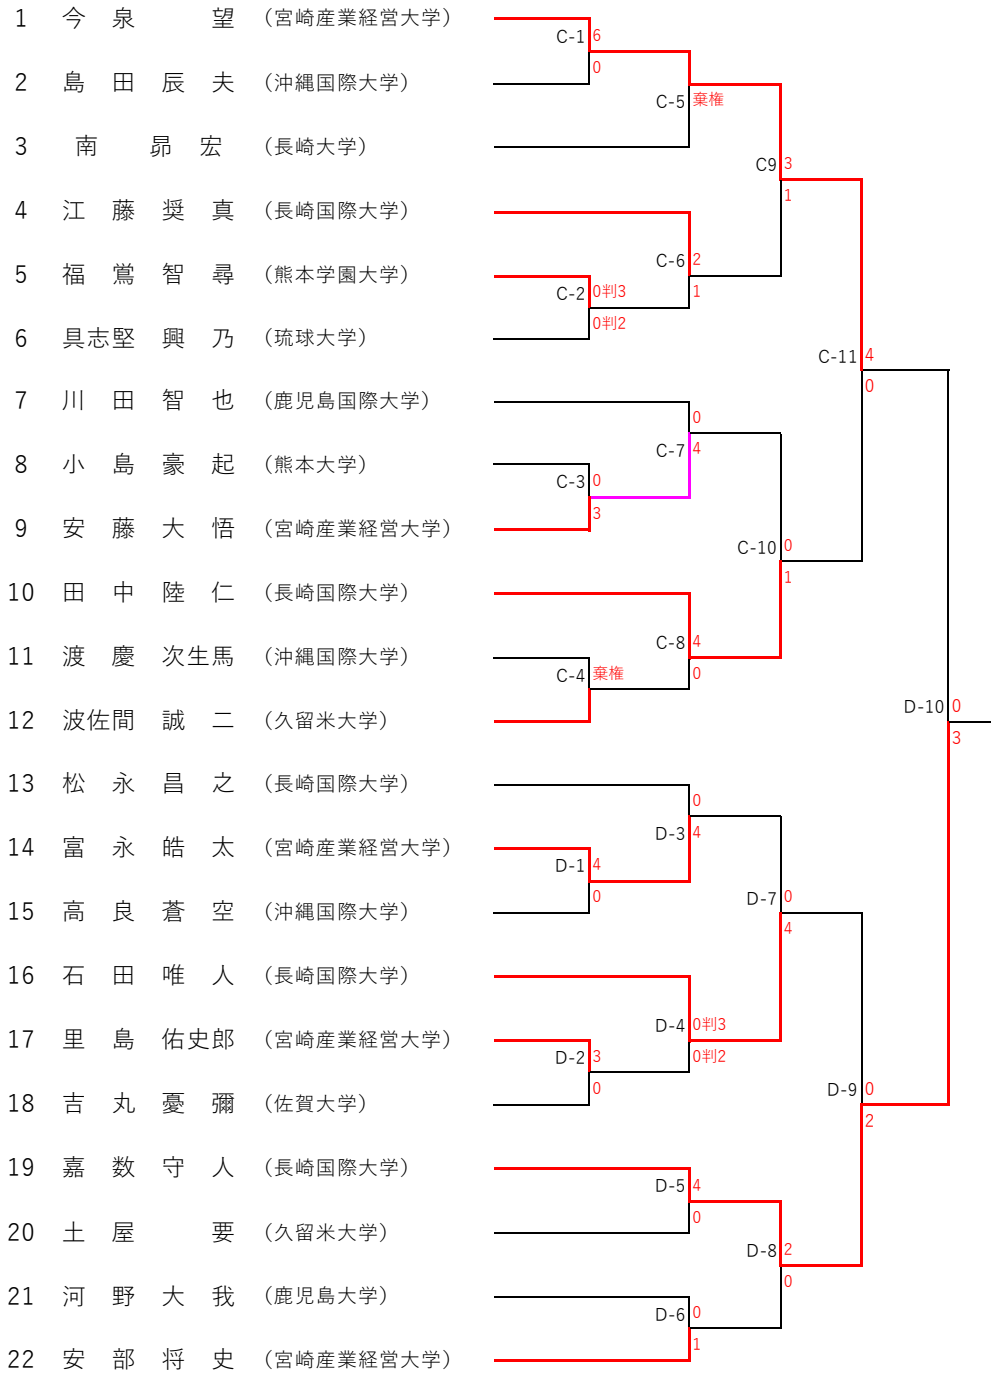 1 今泉 望 （宮崎産業経営大学）
C-1 6
0
2 島田辰夫 （沖縄国際大学）
C-5 棄権
3 南 昴宏 （長崎大学）
C9 3
1
4 江藤奨真 （長崎国際大学）
C-6 2
1
5 福嵩智尋 （熊本学園大学）
C-2 0判3
0判2
6 具志堅興乃 （琉球大学）
C-11 4
0
7 川田智也 （鹿児島国際大学）
0
C-7 4
8 小島豪起 （熊本大学）
C-3 0
3
9 安藤大悟 （宮崎産業経営大学）
C-10 0
1
10 田中陸仁 （長崎国際大学）
C-8 4
0
11 渡慶次生馬 （沖縄国際大学）
C-4 棄権
12 波佐間誠二 （久留米大学）
D-10 0
3
13 松永昌之 （長崎国際大学）
0
D-3 4
14 富永皓太 （宮崎産業経営大学）
D-1 4
0
15 高良蒼空 （沖縄国際大学）
D-7 0
4
16 石田唯人 （長崎国際大学）
D-4 0判3
0判2
17 里島佑史郎 （宮崎産業経営大学）
D-2 3
0
18 吉丸憂彌 （佐賀大学）
D-9 0
2
19 嘉数守人 （長崎国際大学）
D-5 4
0
20 土屋 要 （久留米大学）
D-8 2
0
21 河野大我 （鹿児島大学）
D-6 0
1
22 安部将史 （宮崎産業経営大学）